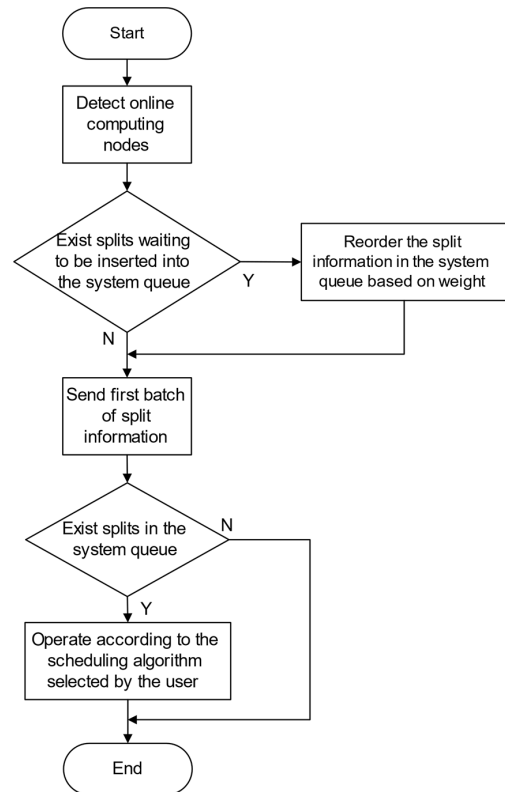 Start
Detect online
computing
nodes
Exist splits waiting
to be inserted into
the system queue
Y
Reorder the split
information in the system
queue based on weight
N
Send first batch
of split
information
Exist splits in the
system queue
N
Y
Operate according to the
scheduling algorithm
selected by the user
End